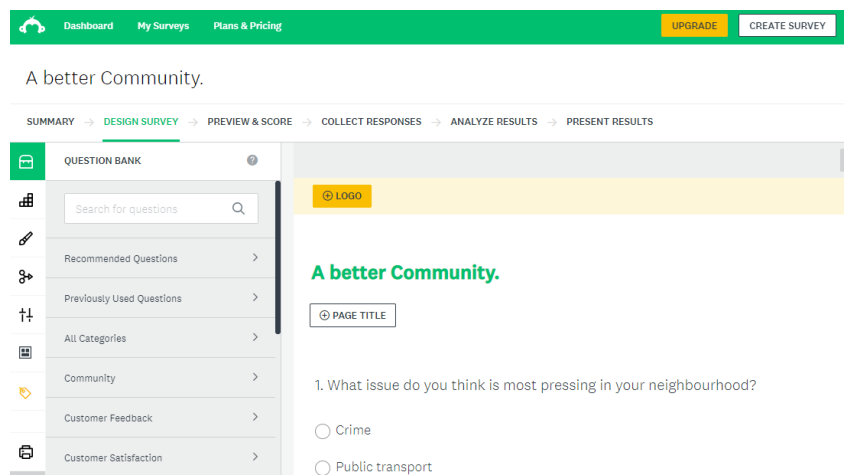 Dashboard My Surveys Plans & Pricing UPGRADE CREATE SURVEY
A better Community.
SUMMARY → DESIGN SURVEY → PREVIEW & SCORE → COLLECT RESPONSES → ANALYZE RESULTS → PRESENT RESULTS
QUESTION BANK ?
Search for questions
Recommended Questions
Previously Used Questions
All Categories
Community
Customer Feedback
Customer Satisfaction
⊕ LOGO
A better Community.
⊕ PAGE TITLE
1. What issue do you think is most pressing in your neighbourhood?
Crime
Public transport